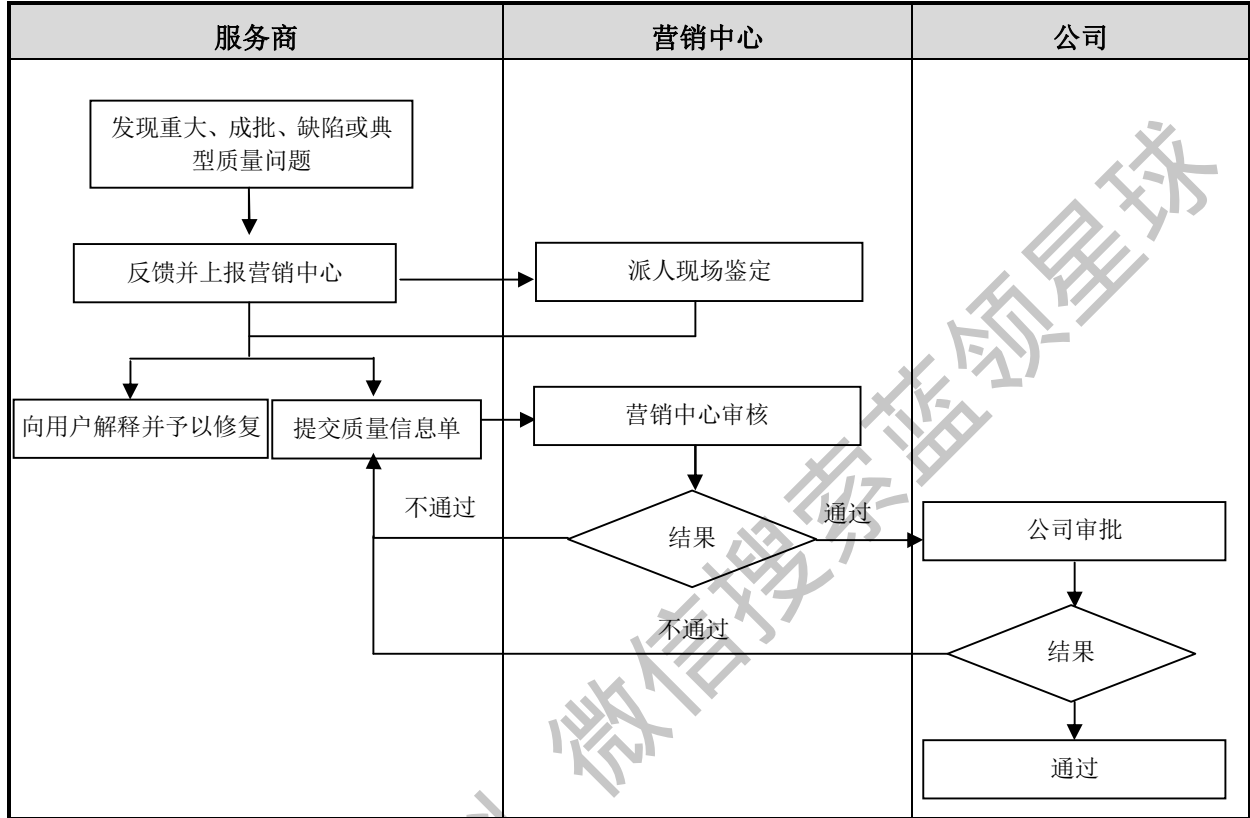 服务商
营销中心
公司
发现重大、成批、缺陷或典
型质量问题
反馈并上报营销中心
派人现场鉴定
向用户解释并予以修复
提交质量信息单
营销中心审核
不通过
结果
通过
公司审批
不通过
结果
通过
微信搜索蓝领星球